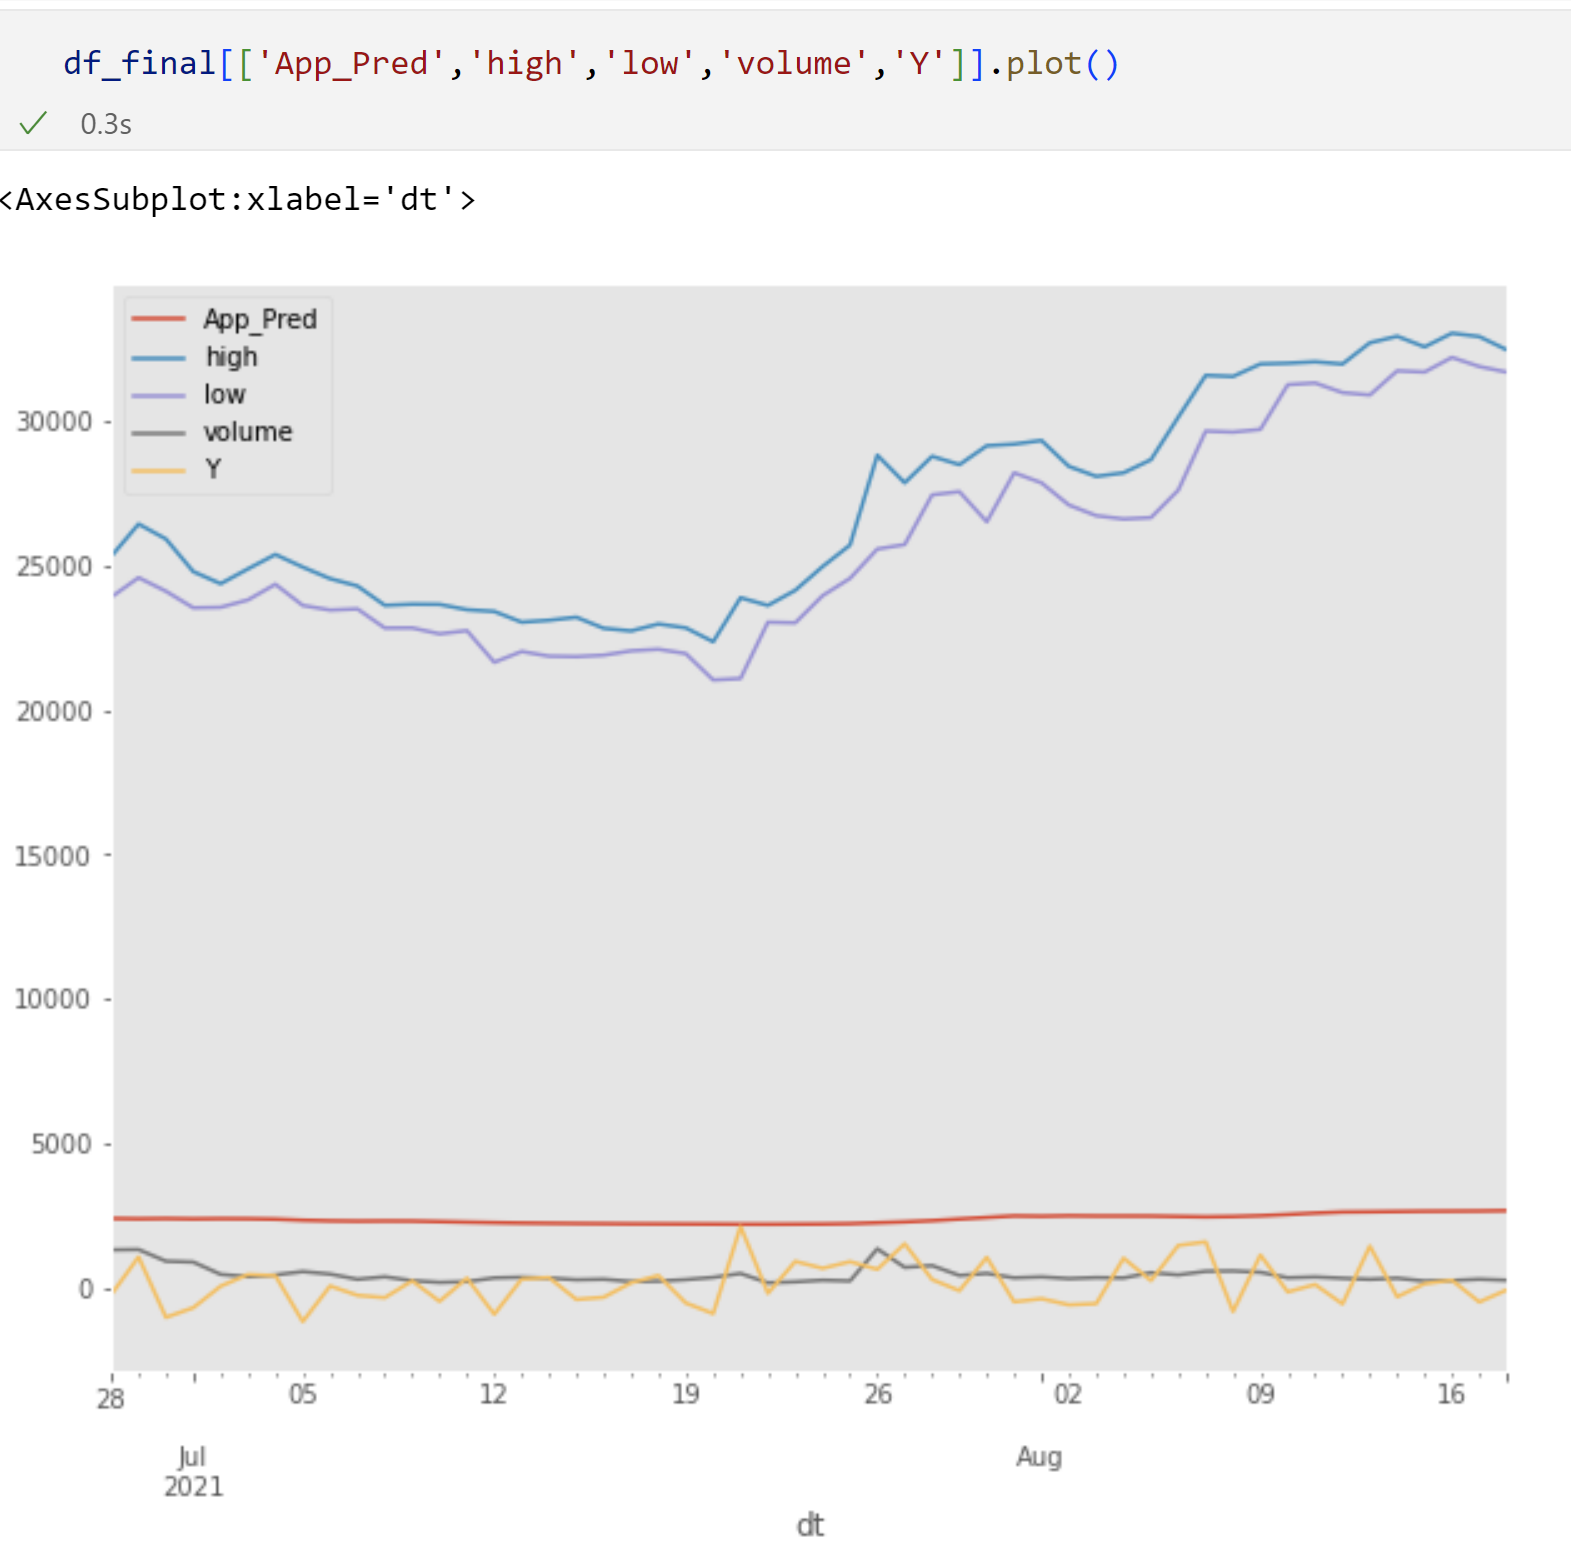 df_final[['App_Pred','high','low','volume','Y']].plot()
0.3s
<AxesSubplot:xlabel='dt'>
App_Pred
high
low
volume
Y
30000
25000
20000
15000
10000
5000
0
28 05 12 19 26 02 09 16
Jul Aug
2021
dt